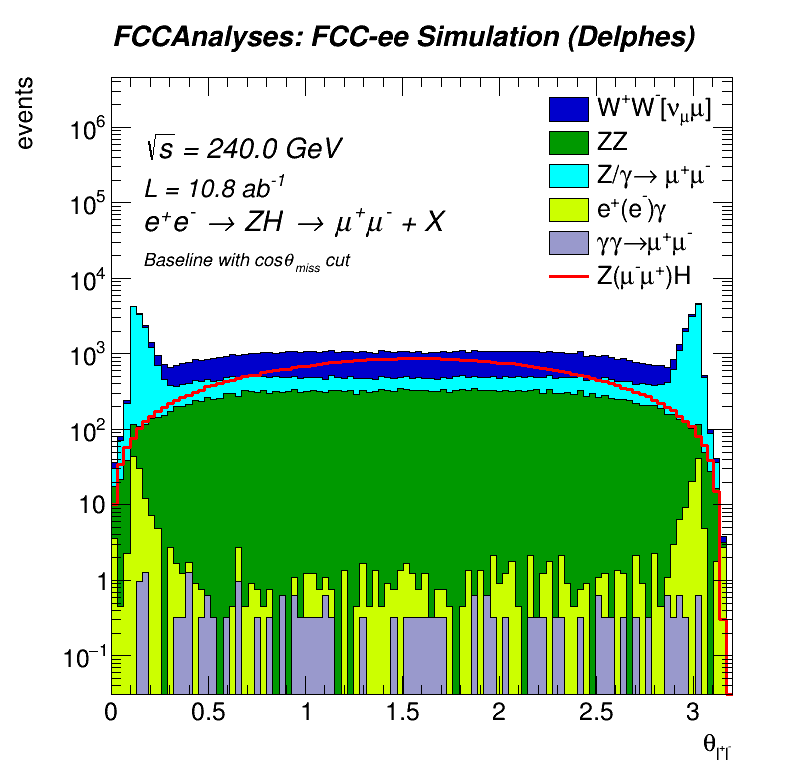 FCCAnalyses: FCC-ee Simulation (Delphes)
events
√s = 240.0 GeV
L = 10.8 ab⁻¹
e⁺e⁻ → ZH → μ⁺μ⁻ + X
Baseline with cosθ_miss cut
W⁺W⁻[ν_μμ]
ZZ
Z/γ→ μ⁺μ⁻
e⁺(e⁻)γ
γγ→μ⁺μ⁻
Z(μ⁻μ⁺)H
10⁶
10⁵
10⁴
10³
10²
10
1
10⁻¹
0 0.5 1 1.5 2 2.5 3
θ_l⁺l⁻